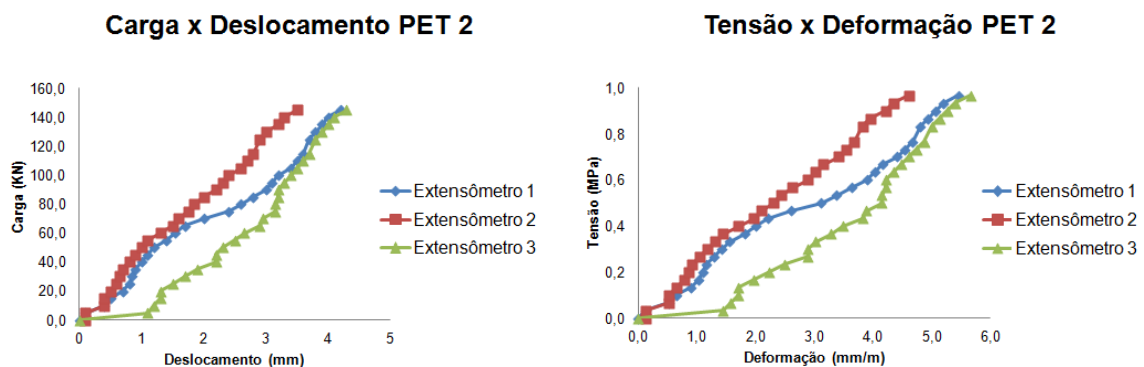 Carga x Deslocamento PET 2
160,0
140,0
120,0
100,0
80,0
60,0
40,0
20,0
0,0
Carga (KN)
0 1 2 3 4 5
Deslocamento (mm)
Extensômetro 1
Extensômetro 2
Extensômetro 3
Tensão x Deformação PET 2
1,0
0,8
0,6
0,4
0,2
0,0
Tensão (MPa)
0,0 1,0 2,0 3,0 4,0 5,0 6,0
Deformação (mm/m)
Extensômetro 1
Extensômetro 2
Extensômetro 3